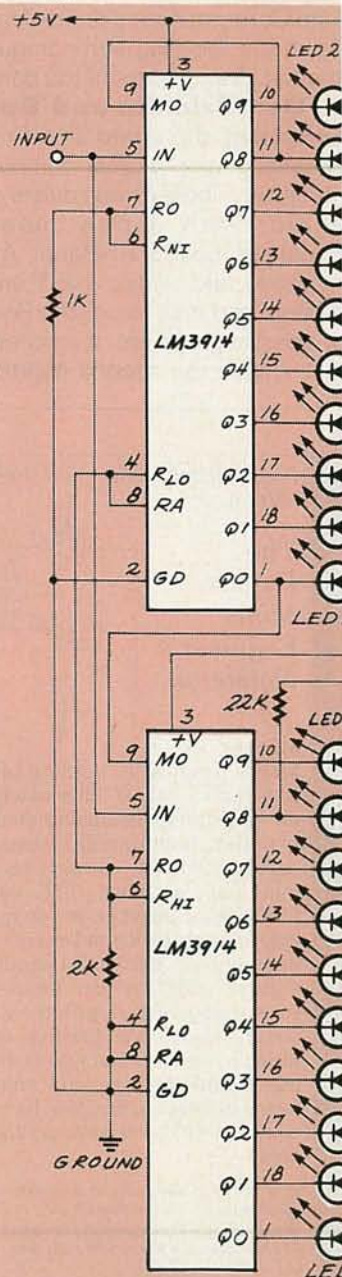 +5V
LED 2
3
+V
9 MO Q9 10
INPUT 5 IN Q8 11
7 RO Q7 12
6 RNI Q6 13
1K
Q5 14
LM3914
Q4 15
Q3 16
4 RLO Q2 17
8 RA
Q1 18
2 GD Q0 1
LED
3
+V
22K
LED
9 MO Q9 10
5 IN Q8 11
7 RO Q7 12
6 RHI
Q6 13
LM3914
2K
Q5 14
4 RLO Q4 15
8 RA
Q3 16
2 GD
Q2 17
GROUND
Q1 18
Q0 1
LED